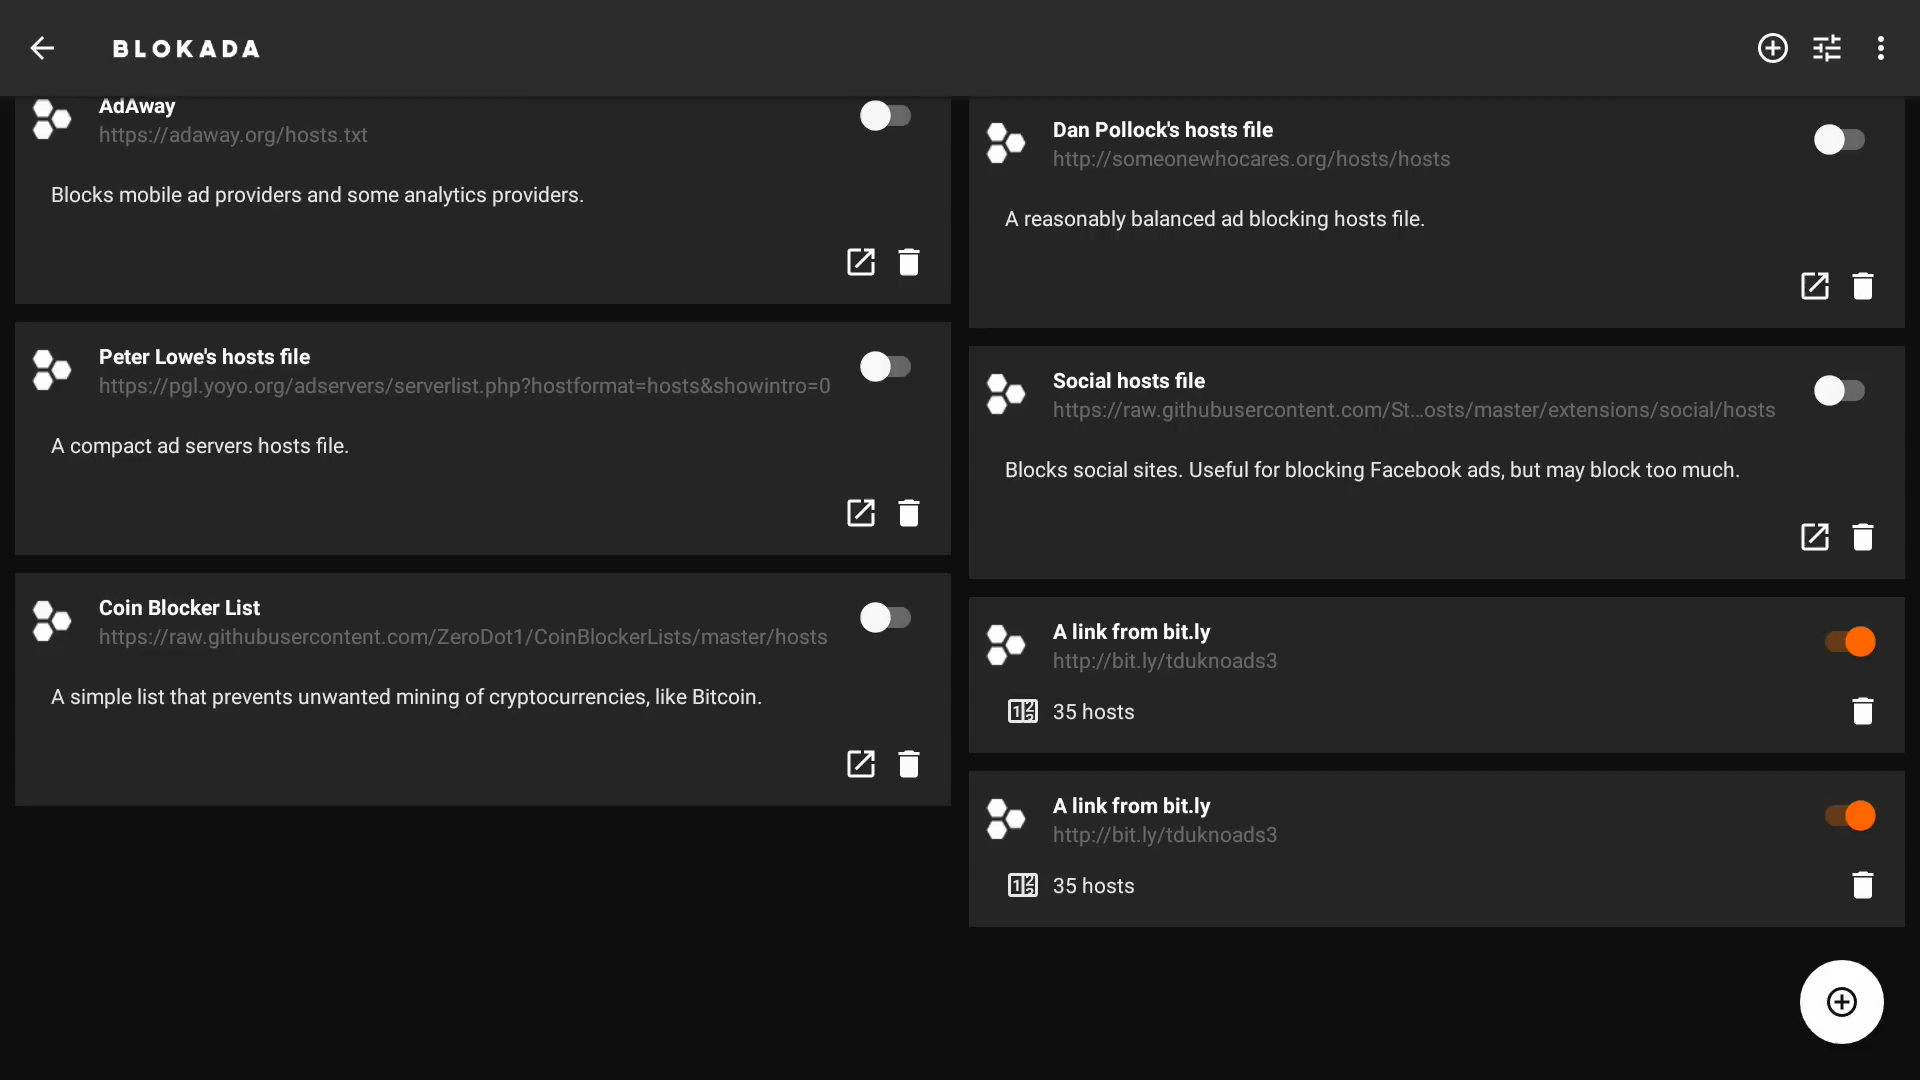 BLOKADA
AdAway
https://adaway.org/hosts.txt
Blocks mobile ad providers and some analytics providers.
Peter Lowe's hosts file
https://pgl.yoyo.org/adservers/serverlist.php?hostformat=hosts&showintro=0
A compact ad servers hosts file.
Coin Blocker List
https://raw.githubusercontent.com/ZeroDot1/CoinBlockerLists/master/hosts
A simple list that prevents unwanted mining of cryptocurrencies, like Bitcoin.
Dan Pollock's hosts file
http://someonewhocares.org/hosts/hosts
A reasonably balanced ad blocking hosts file.
Social hosts file
https://raw.githubusercontent.com/St...osts/master/extensions/social/hosts
Blocks social sites. Useful for blocking Facebook ads, but may block too much.
A link from bit.ly
http://bit.ly/tduknoads3
35 hosts
A link from bit.ly
http://bit.ly/tduknoads3
35 hosts